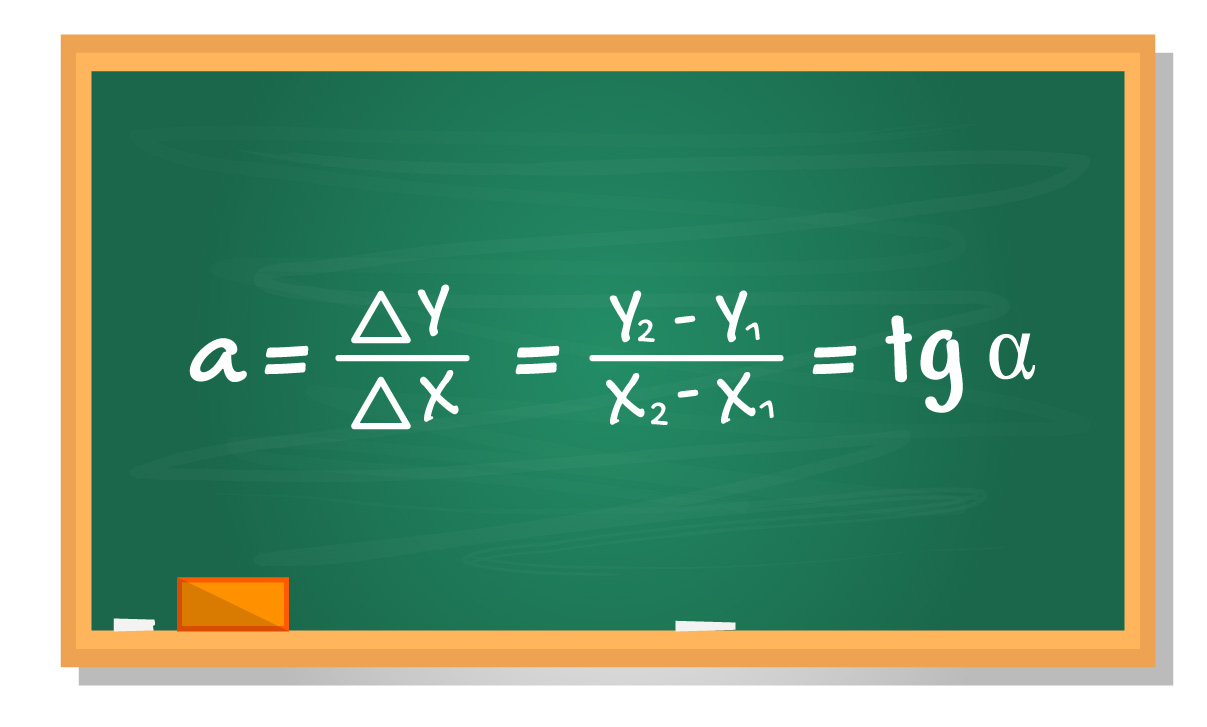 a = ΔY / ΔX = Y₂ - Y₁ / X₂ - X₁ = tg α